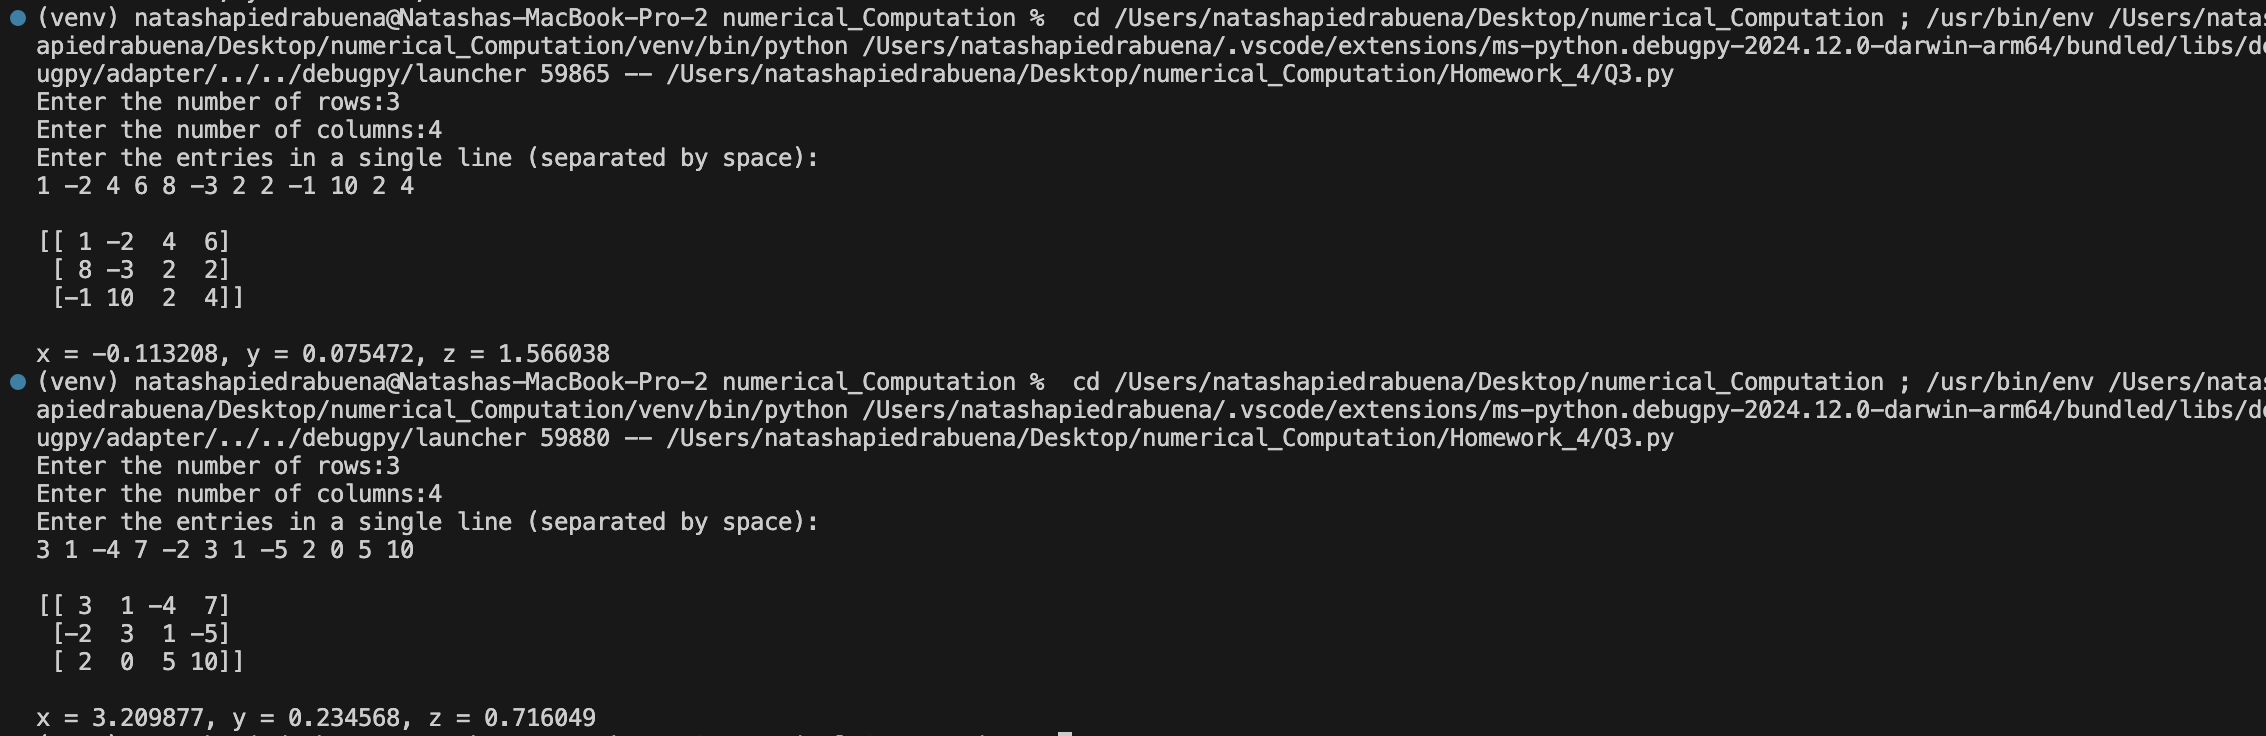 (venv) natashapiedrabuena@Natashas-MacBook-Pro-2 numerical_Computation %  cd /Users/natashapiedrabuena/Desktop/numerical_Computation ; /usr/bin/env /Users/natas
apiedrabuena/Desktop/numerical_Computation/venv/bin/python /Users/natashapiedrabuena/.vscode/extensions/ms-python.debugpy-2024.12.0-darwin-arm64/bundled/libs/de
ugpy/adapter/../../debugpy/launcher 59865 -- /Users/natashapiedrabuena/Desktop/numerical_Computation/Homework_4/Q3.py
Enter the number of rows:3
Enter the number of columns:4
Enter the entries in a single line (separated by space):
1 -2 4 6 8 -3 2 2 -1 10 2 4
[[ 1 -2  4  6]
 [ 8 -3  2  2]
 [-1 10  2  4]]
x = -0.113208, y = 0.075472, z = 1.566038
(venv) natashapiedrabuena@Natashas-MacBook-Pro-2 numerical_Computation %  cd /Users/natashapiedrabuena/Desktop/numerical_Computation ; /usr/bin/env /Users/natas
apiedrabuena/Desktop/numerical_Computation/venv/bin/python /Users/natashapiedrabuena/.vscode/extensions/ms-python.debugpy-2024.12.0-darwin-arm64/bundled/libs/de
ugpy/adapter/../../debugpy/launcher 59880 -- /Users/natashapiedrabuena/Desktop/numerical_Computation/Homework_4/Q3.py
Enter the number of rows:3
Enter the number of columns:4
Enter the entries in a single line (separated by space):
3 1 -4 7 -2 3 1 -5 2 0 5 10
[[ 3  1 -4  7]
 [-2  3  1 -5]
 [ 2  0  5 10]]
x = 3.209877, y = 0.234568, z = 0.716049